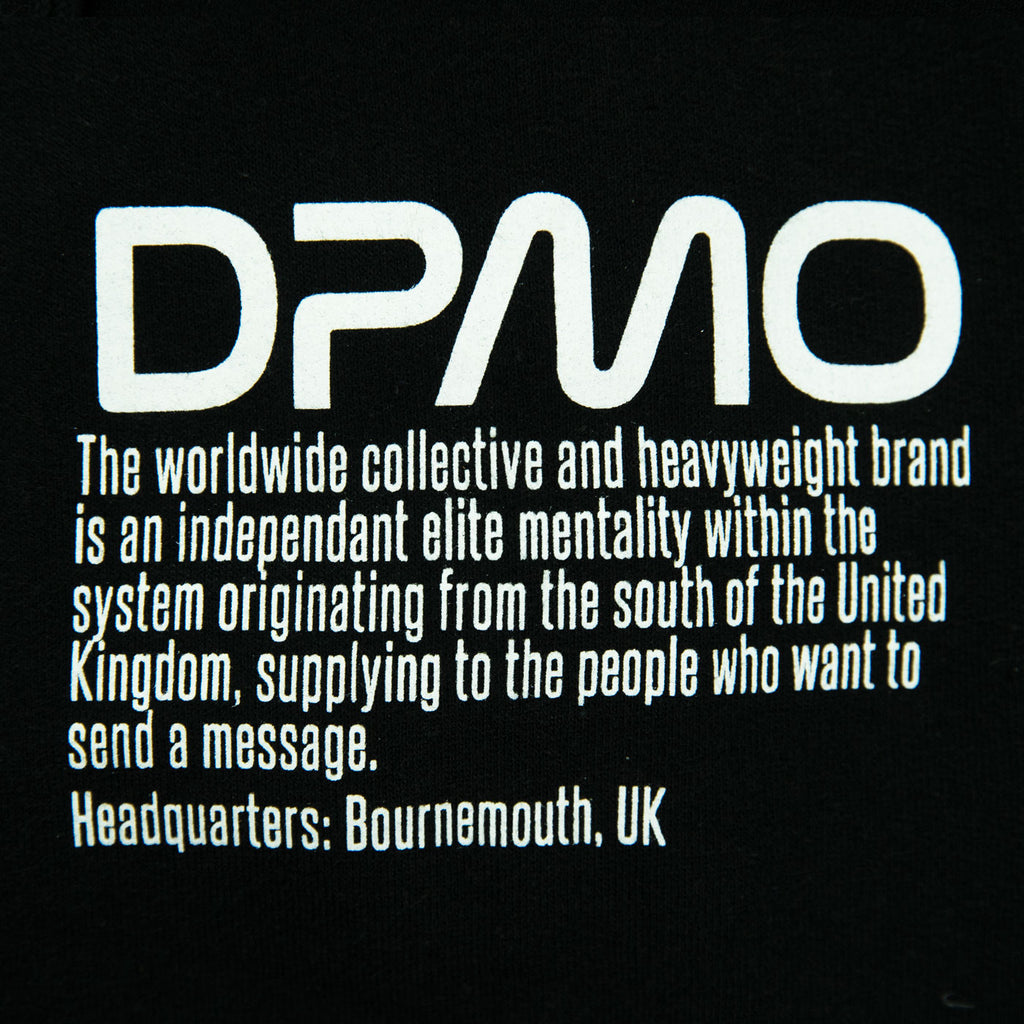 DPMO
The worldwide collective and heavyweight brand
is an independant elite mentality within the
system originating from the south of the United
Kingdom, supplying to the people who want to
send a message.
Headquarters: Bournemouth, UK